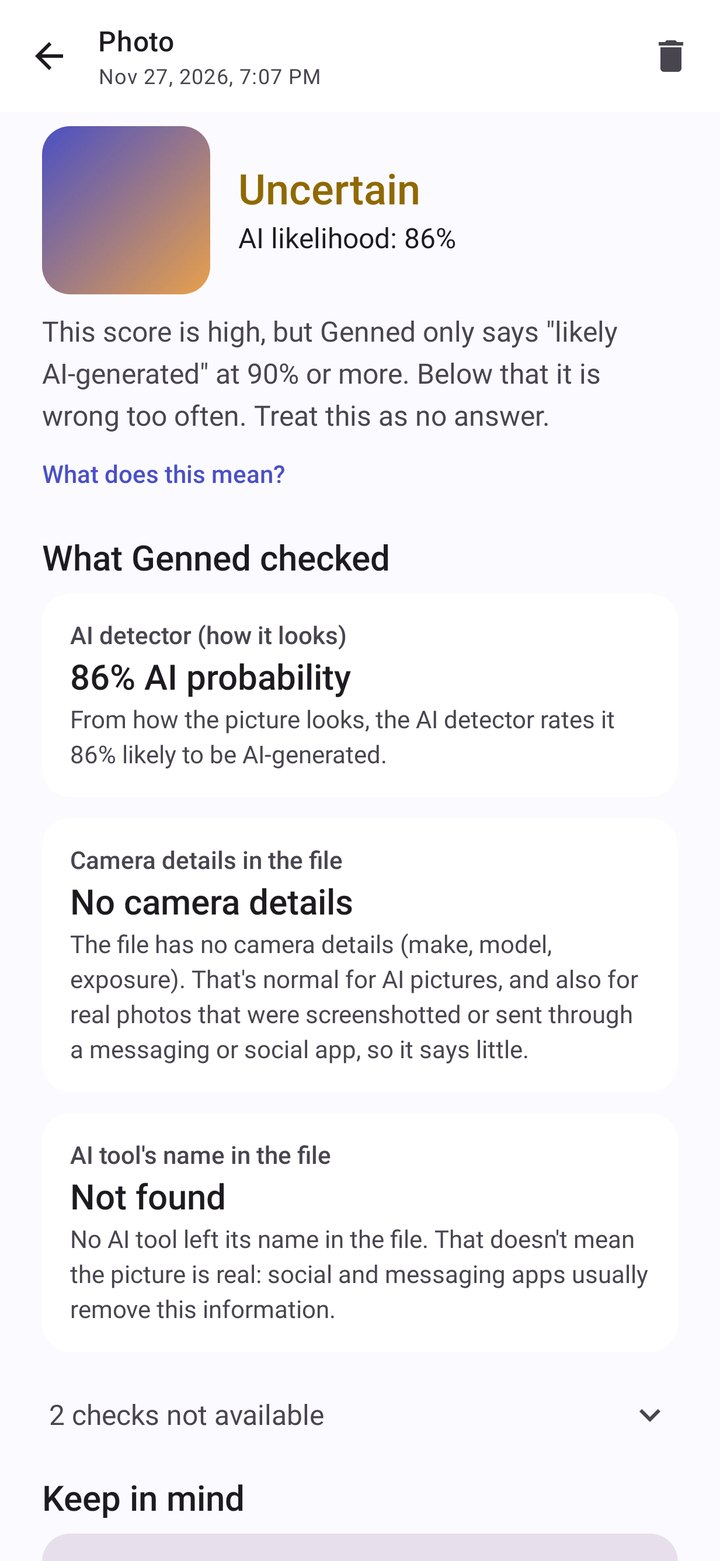 Photo
Nov 27, 2026, 7:07 PM
Uncertain
AI likelihood: 86%
This score is high, but Genned only says "likely
AI-generated" at 90% or more. Below that it is
wrong too often. Treat this as no answer.
What does this mean?
What Genned checked
AI detector (how it looks)
86% AI probability
From how the picture looks, the AI detector rates it
86% likely to be AI-generated.
Camera details in the file
No camera details
The file has no camera details (make, model,
exposure). That's normal for AI pictures, and also for
real photos that were screenshotted or sent through
a messaging or social app, so it says little.
AI tool's name in the file
Not found
No AI tool left its name in the file. That doesn't mean
the picture is real: social and messaging apps usually
remove this information.
2 checks not available
Keep in mind